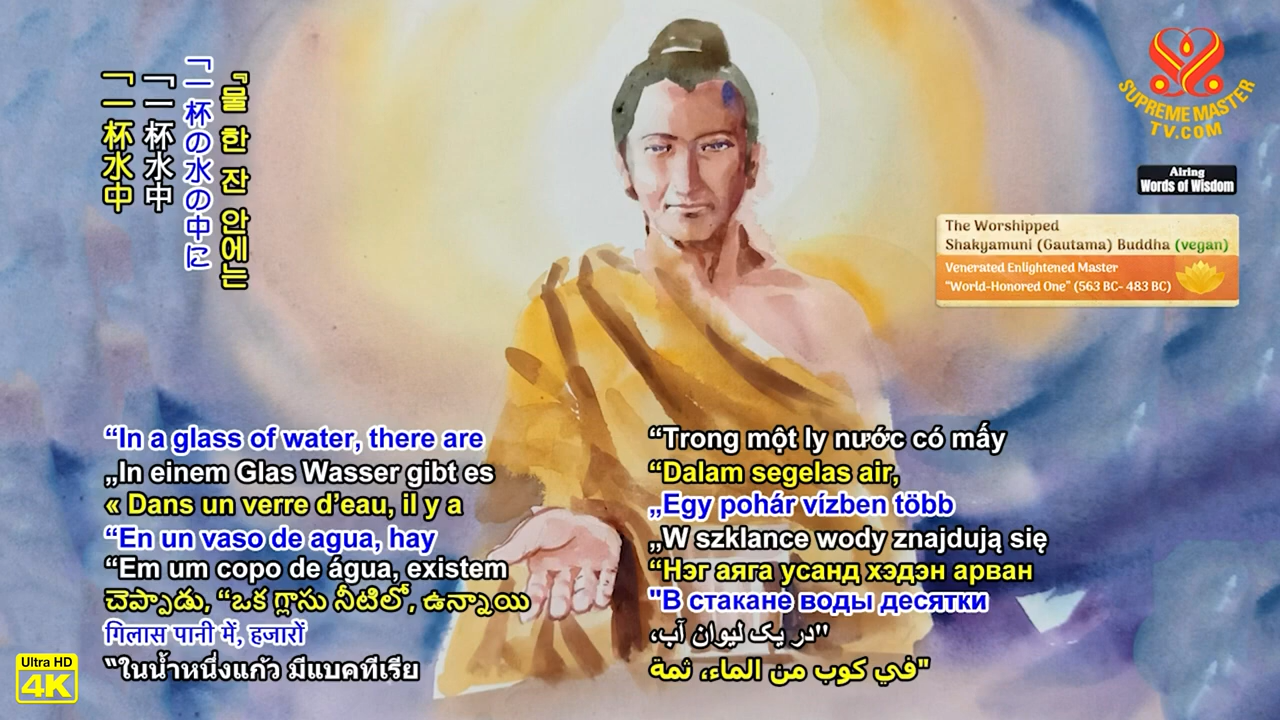 「一杯水中
「一杯水中
「一杯の水の中に
『물 한 잔 안에는
SUPREME MASTER
TV.COM
Airing
Words of Wisdom
The Worshipped
Shakyamuni (Gautama) Buddha (vegan)
Venerated Enlightened Master
“World-Honored One” (563 BC- 483 BC)
“In a glass of water, there are
„In einem Glas Wasser gibt es
« Dans un verre d’eau, il y a
“En un vaso de agua, hay
“Em um copo de água, existem
చెప్పాడు, “ఒక గ్లాసు నీటిలో, ఉన్నాయి
गिलास पानी में, हजारों
“ในน้ำหนึ่งแก้ว มีแบคทีเรีย
“Trong một ly nước có mấy
“Dalam segelas air,
„Egy pohár vízben több
„W szklance wody znajdują się
“Нэг аяга усанд хэдэн арван
"В стакане воды десятки
"در یک لیوان آب،
"في كوب من الماء، ثمة
Ultra HD
4K